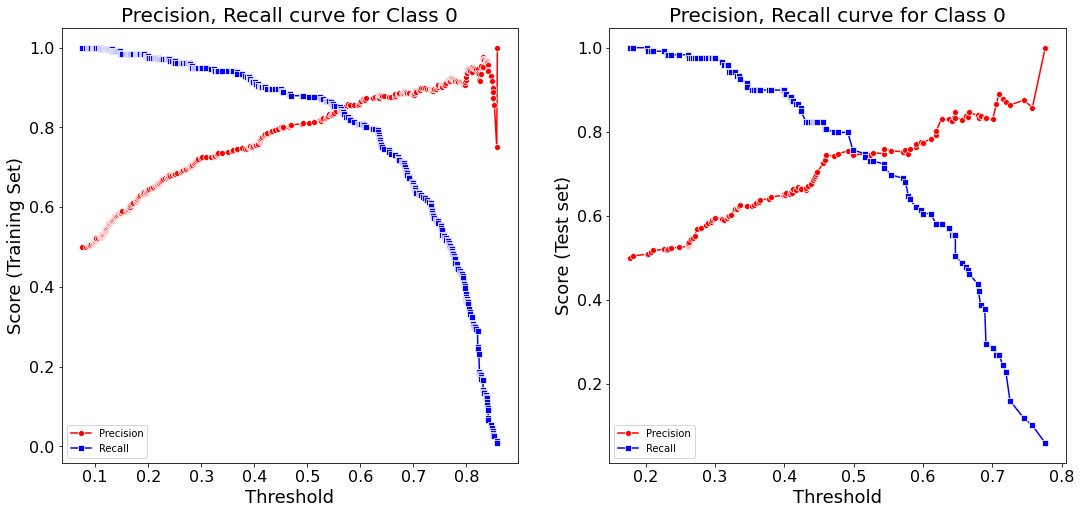 Precision, Recall curve for Class 0
Score (Training Set)
1.0
0.8
0.6
0.4
0.2
0.0
0.1 0.2 0.3 0.4 0.5 0.6 0.7 0.8
Threshold
Precision
Recall
Precision, Recall curve for Class 0
Score (Test set)
1.0
0.8
0.6
0.4
0.2
0.2 0.3 0.4 0.5 0.6 0.7 0.8
Threshold
Precision
Recall